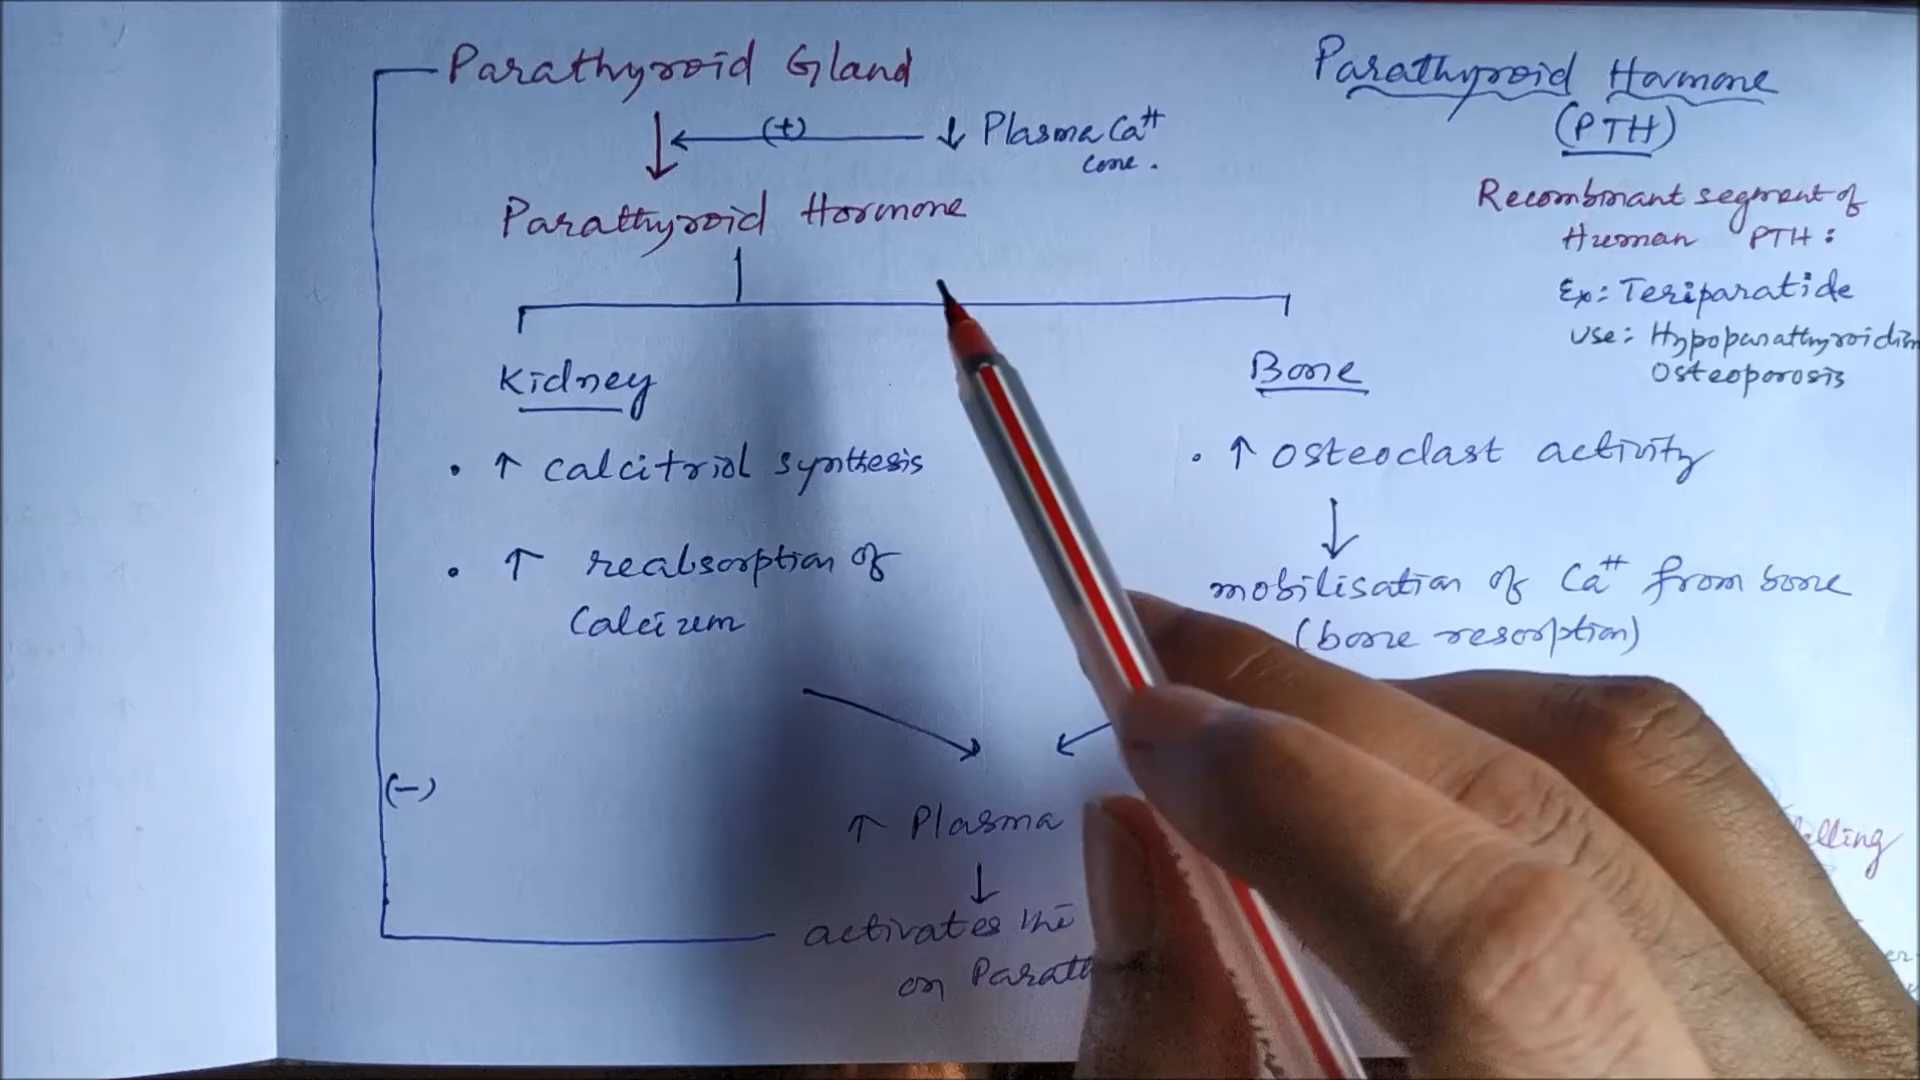 Parathyroid Gland
(+)
↓ Plasma Ca++
conc.
Parathyroid Hormone
Kidney
• ↑ calcitriol synthesis
• ↑ reabsorption of
Calcium
Bone
• ↑ osteoclast activity
↓
mobilisation of Ca++ from bone
(bone resorption)
↑ Plasma
↓
activates the
on Parath
(-)
Parathyroid Hormone
(PTH)
Recombinant segment of
Human PTH:
Ex: Teriparatide
Use: Hypoparathyroidism
Osteoporosis
elling